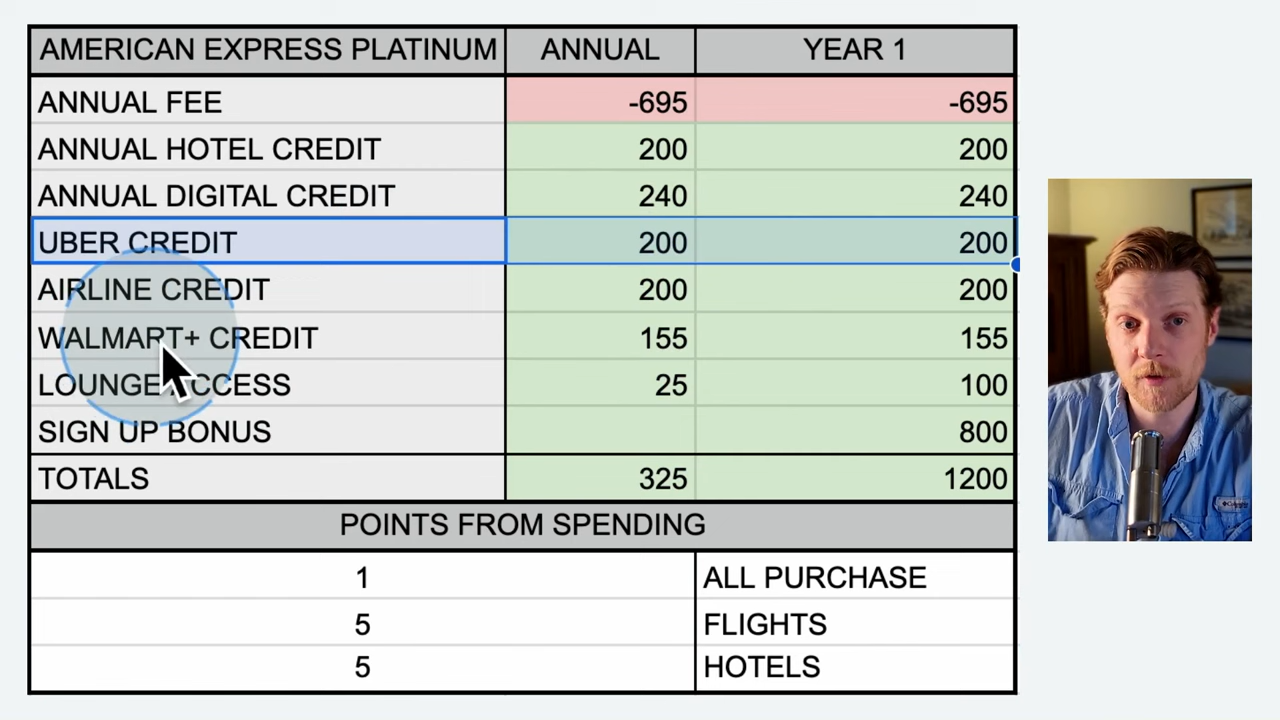 AMERICAN EXPRESS PLATINUM ANNUAL YEAR 1
ANNUAL FEE -695 -695
ANNUAL HOTEL CREDIT 200 200
ANNUAL DIGITAL CREDIT 240 240
UBER CREDIT 200 200
AIRLINE CREDIT 200 200
WALMART+ CREDIT 155 155
LOUNGE ACCESS 25 100
SIGN UP BONUS 800
TOTALS 325 1200
POINTS FROM SPENDING
1 ALL PURCHASE
5 FLIGHTS
5 HOTELS
Columbia